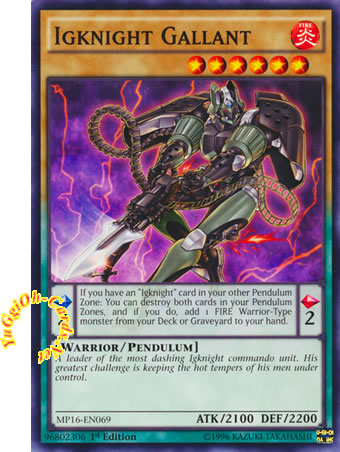 IGKNIGHT GALLANT
FIRE
炎
If you have an "Igknight" card in your other Pendulum
Zone: You can destroy both cards in your Pendulum
Zones, and if you do, add 1 FIRE Warrior-Type
monster from your Deck or Graveyard to your hand.
2
[WARRIOR/PENDULUM]
A leader of the most dashing Igknight commando unit. His
greatest challenge is keeping the hot tempers of his men under
control.
MP16-EN069
ATK/2100 DEF/2200
96802306
1st Edition
©1996 KAZUKI TAKAHASHI
YuGgiOh-Cards.Net